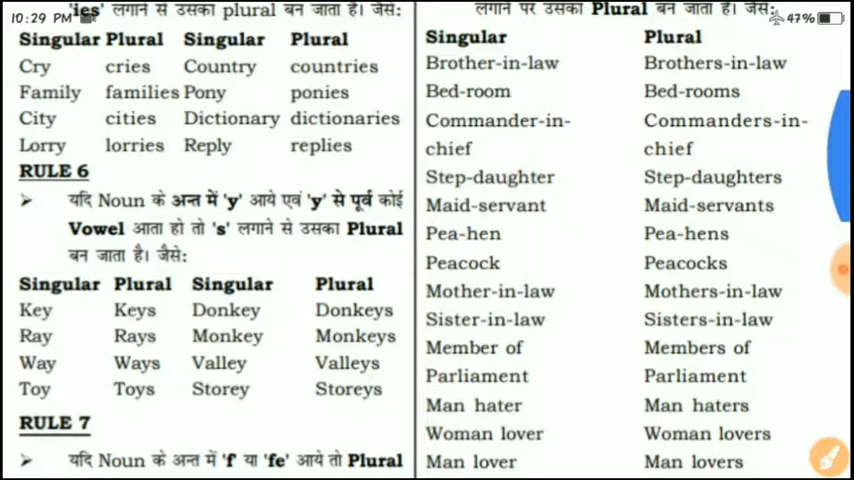 10:29 PM
47%
'ies' लगाने से उसका plural बन जाता है। जैसे:
Singular Plural Singular Plural
Cry cries Country countries
Family families Pony ponies
City cities Dictionary dictionaries
Lorry lorries Reply replies
RULE 6
➢ यदि Noun के अन्त में 'y' आये एवं 'y' से पूर्व कोई
Vowel आता हो तो 's' लगाने से उसका Plural
बन जाता है। जैसे:
Singular Plural Singular Plural
Key Keys Donkey Donkeys
Ray Rays Monkey Monkeys
Way Ways Valley Valleys
Toy Toys Storey Storeys
RULE 7
➢ यदि Noun के अन्त में 'f' या 'fe' आये तो Plural
लगाने पर उसका Plural बन जाता है। जैसे:
Singular Plural
Brother-in-law Brothers-in-law
Bed-room Bed-rooms
Commander-in- Commanders-in-
chief chief
Step-daughter Step-daughters
Maid-servant Maid-servants
Pea-hen Pea-hens
Peacock Peacocks
Mother-in-law Mothers-in-law
Sister-in-law Sisters-in-law
Member of Members of
Parliament Parliament
Man hater Man haters
Woman lover Woman lovers
Man lover Man lovers